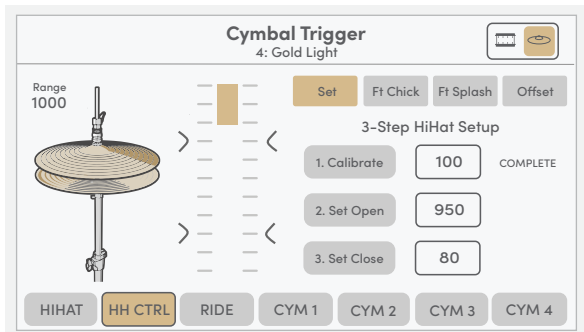 Cymbal Trigger
4: Gold Light
Range
1000
Set
Ft Chick
Ft Splash
Offset
3-Step HiHat Setup
1. Calibrate
100
COMPLETE
2. Set Open
950
3. Set Close
80
HIHAT
HH CTRL
RIDE
CYM 1
CYM 2
CYM 3
CYM 4